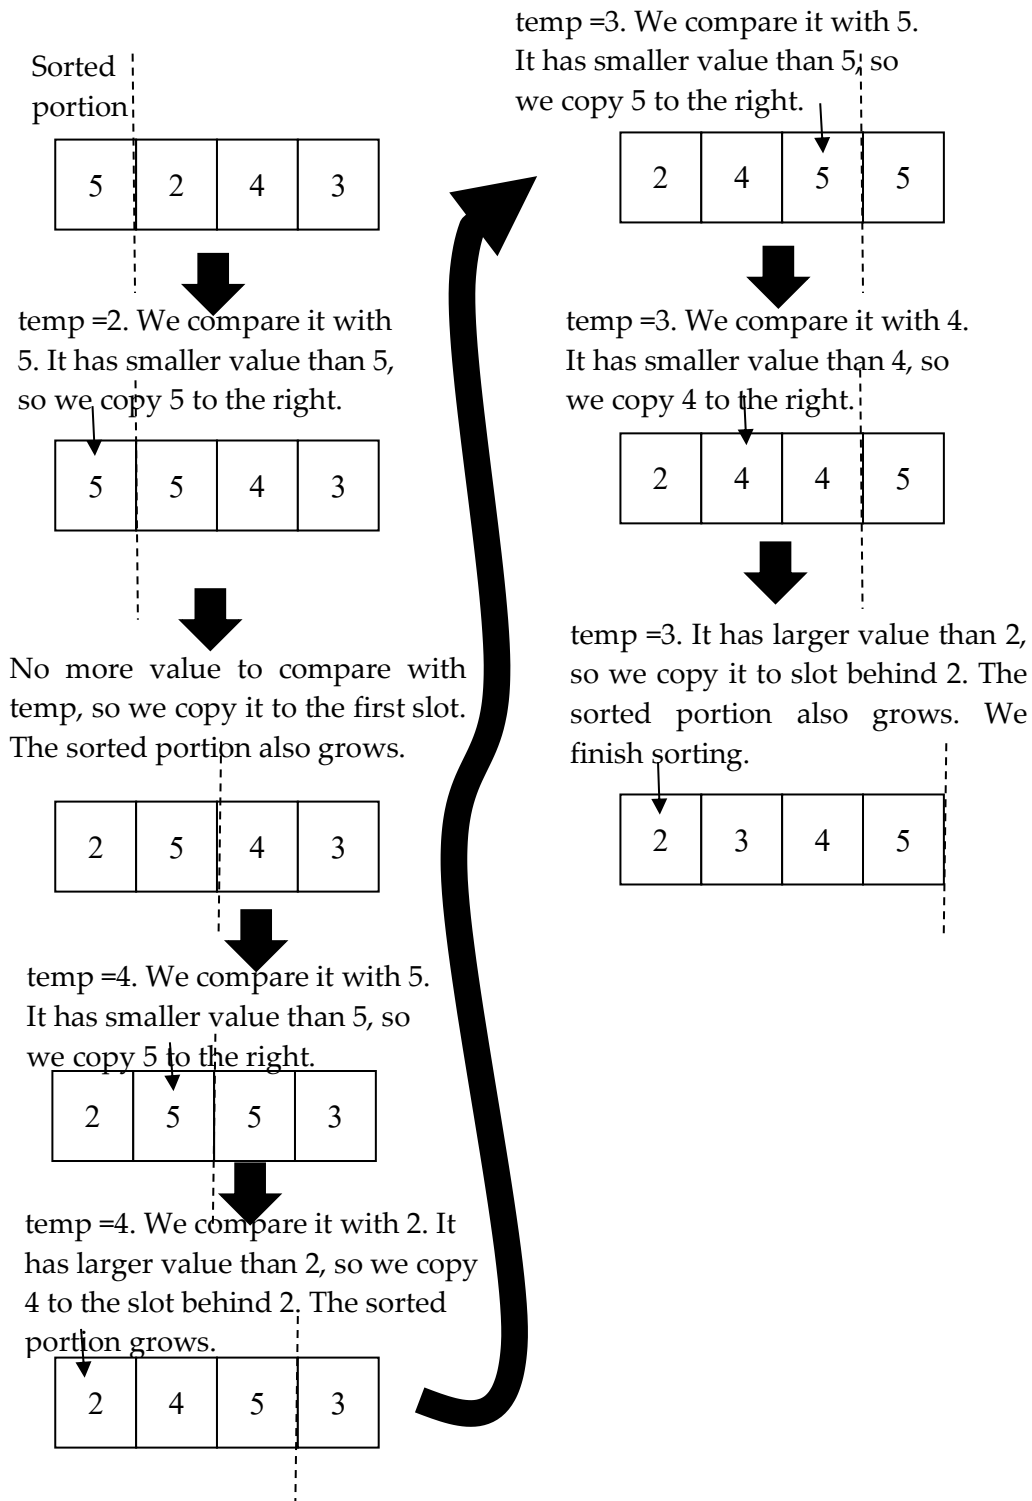 Sorted
portion
5 2 4 3
temp =2. We compare it with
5. It has smaller value than 5,
so we copy 5 to the right.
5 5 4 3
No more value to compare with
temp, so we copy it to the first slot.
The sorted portion also grows.
2 5 4 3
temp =4. We compare it with 5.
It has smaller value than 5, so
we copy 5 to the right.
2 5 5 3
temp =4. We compare it with 2. It
has larger value than 2, so we copy
4 to the slot behind 2. The sorted
portion grows.
2 4 5 3
temp =3. We compare it with 5.
It has smaller value than 5, so
we copy 5 to the right.
2 4 5 5
temp =3. We compare it with 4.
It has smaller value than 4, so
we copy 4 to the right.
2 4 4 5
temp =3. It has larger value than 2,
so we copy it to slot behind 2. The
sorted portion also grows. We
finish sorting.
2 3 4 5